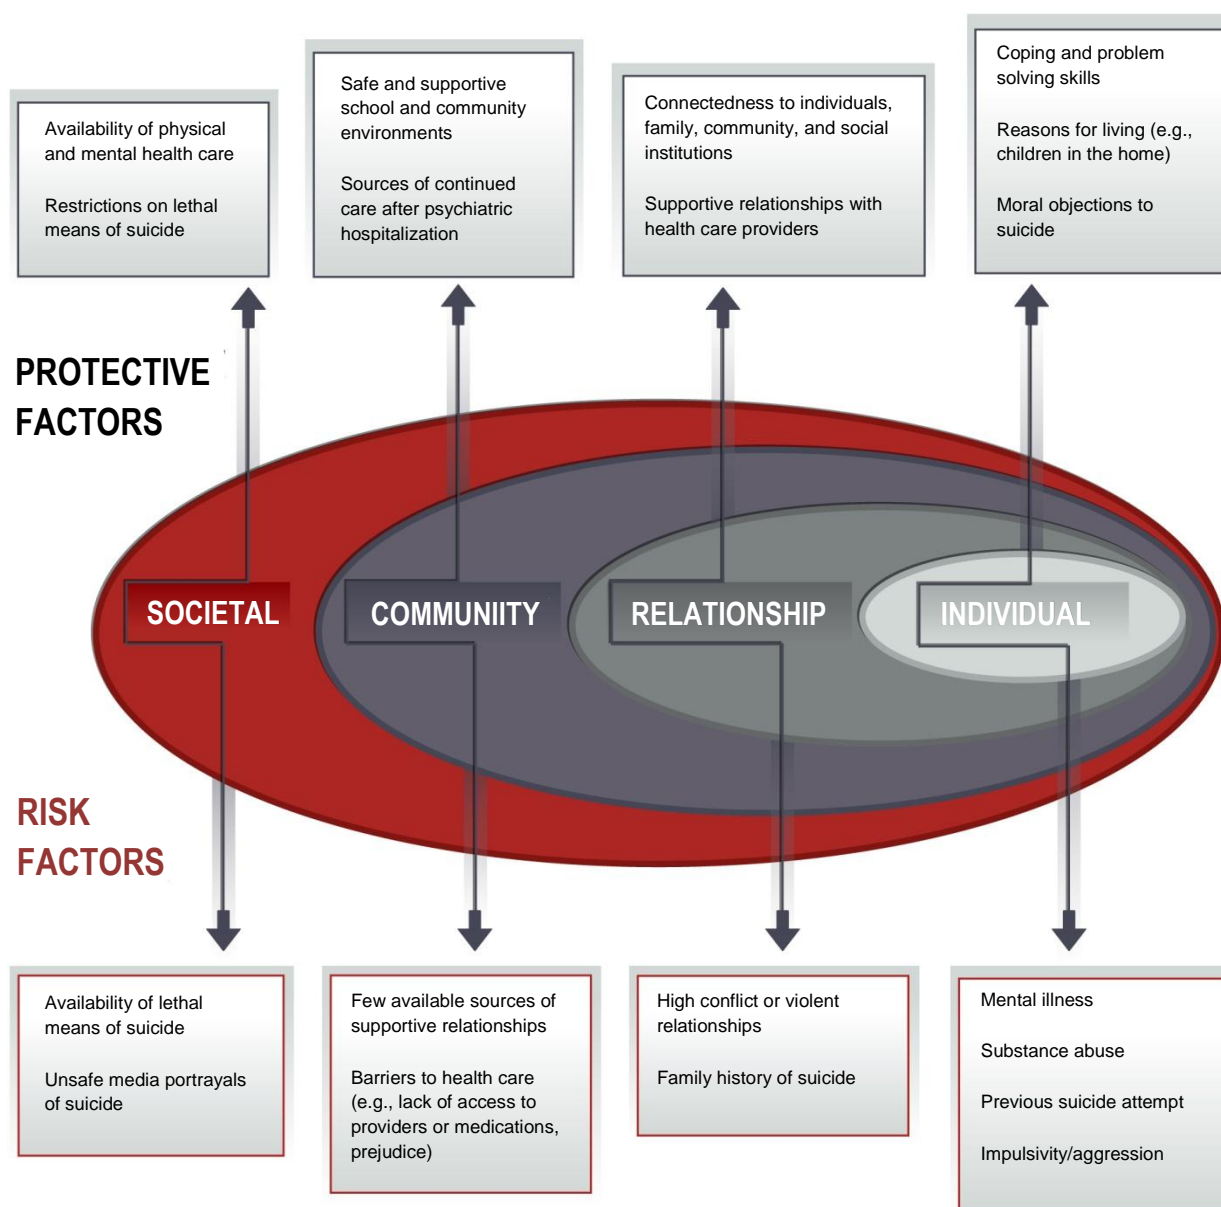 Availability of physical
and mental health care
Restrictions on lethal
means of suicide
Safe and supportive
school and community
environments
Sources of continued
care after psychiatric
hospitalization
Connectedness to individuals,
family, community, and social
institutions
Supportive relationships with
health care providers
Coping and problem
solving skills
Reasons for living (e.g.,
children in the home)
Moral objections to
suicide
PROTECTIVE
FACTORS
SOCIETAL
COMMUNIITY
RELATIONSHIP
INDIVIDUAL
RISK
FACTORS
Availability of lethal
means of suicide
Unsafe media portrayals
of suicide
Few available sources of
supportive relationships
Barriers to health care
(e.g., lack of access to
providers or medications,
prejudice)
High conflict or violent
relationships
Family history of suicide
Mental illness
Substance abuse
Previous suicide attempt
Impulsivity/aggression